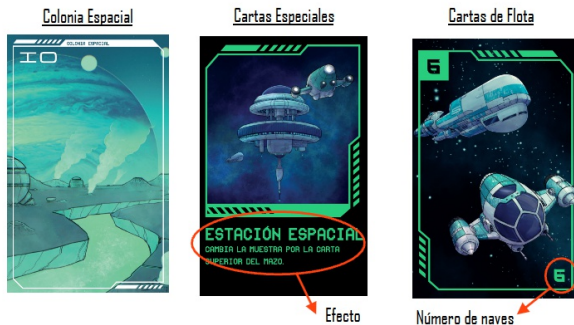 Colonia Espacial
Cartas Especiales
Cartas de Flota
COLONIA ESPACIAL
IO
6
ESTACIÓN ESPACIAL
CAMBIA LA MUESTRA POR LA CARTA
SUPERIOR DEL MAZO.
6
Efecto
Número de naves